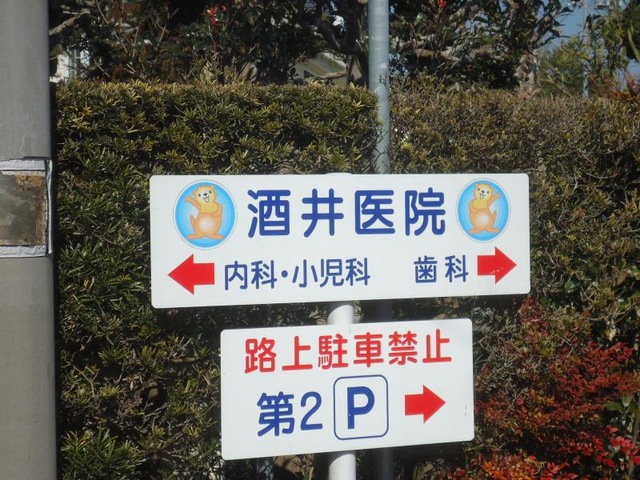 酒井医院
内科・小児科 歯科
路上駐車禁止
第2 P